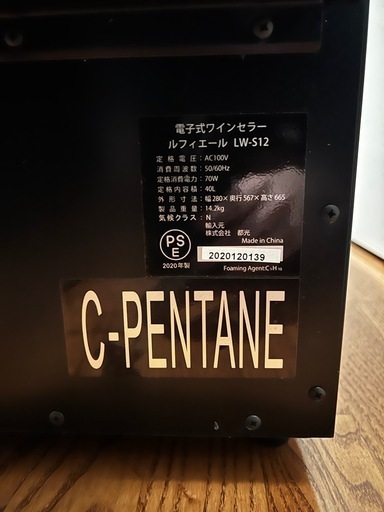 電子式ワインセラー
ルフィエール LW-S12
定格電圧：AC100V
消費周波数：50/60Hz
定格消費電力：70W
定格内容積：40L
外形寸法：幅280×奥行567×高さ665
製品重量：14.2kg
気候クラス：N
輸入元
株式会社 都光
Made in China
PS
E
2020年製
2020120139
Foaming Agent:C₅H₁₀
C-PENTANE